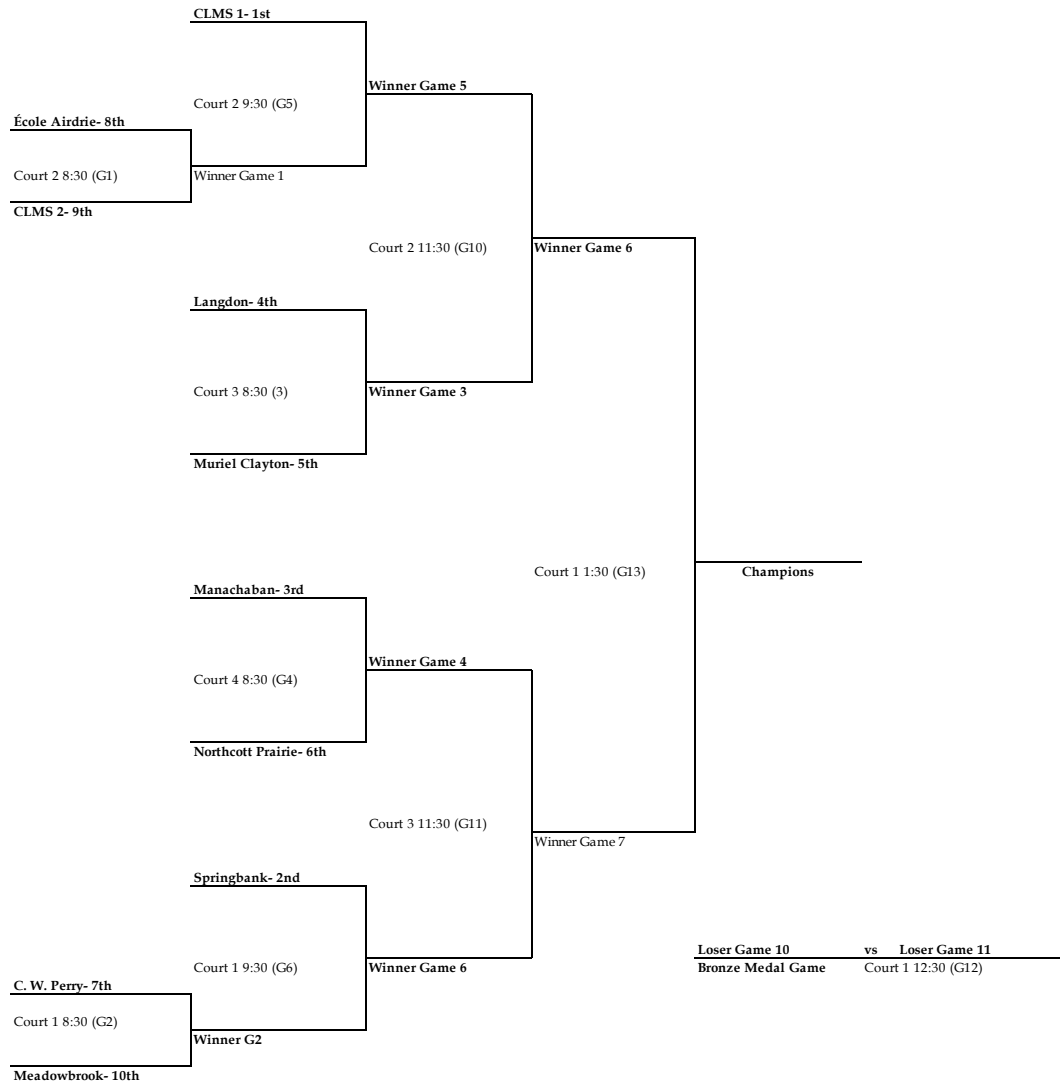 CLMS 1- 1st
Winner Game 5
Court 2 9:30 (G5)
École Airdrie- 8th
Court 2 8:30 (G1)
Winner Game 1
CLMS 2- 9th
Court 2 11:30 (G10)
Winner Game 6
Langdon- 4th
Court 3 8:30 (3)
Winner Game 3
Muriel Clayton- 5th
Court 1 1:30 (G13)
Champions
Manachaban- 3rd
Winner Game 4
Court 4 8:30 (G4)
Northcott Prairie- 6th
Court 3 11:30 (G11)
Winner Game 7
Springbank- 2nd
Loser Game 10 vs Loser Game 11
Court 1 9:30 (G6)
Winner Game 6
Bronze Medal Game Court 1 12:30 (G12)
C. W. Perry- 7th
Court 1 8:30 (G2)
Winner G2
Meadowbrook- 10th